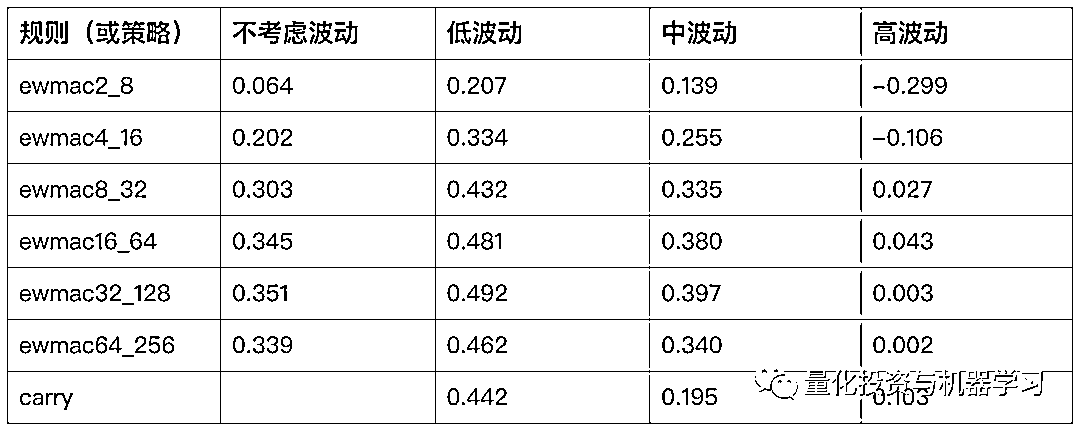 规则（或策略） 不考虑波动 低波动 中波动 高波动
ewmac2_8 0.064 0.207 0.139 –0.299
ewmac4_16 0.202 0.334 0.255 –0.106
ewmac8_32 0.303 0.432 0.335 0.027
ewmac16_64 0.345 0.481 0.380 0.043
ewmac32_128 0.351 0.492 0.397 0.003
ewmac64_256 0.339 0.462 0.340 0.002
量化投资与机器学习
carry 0.442 0.195 0.103